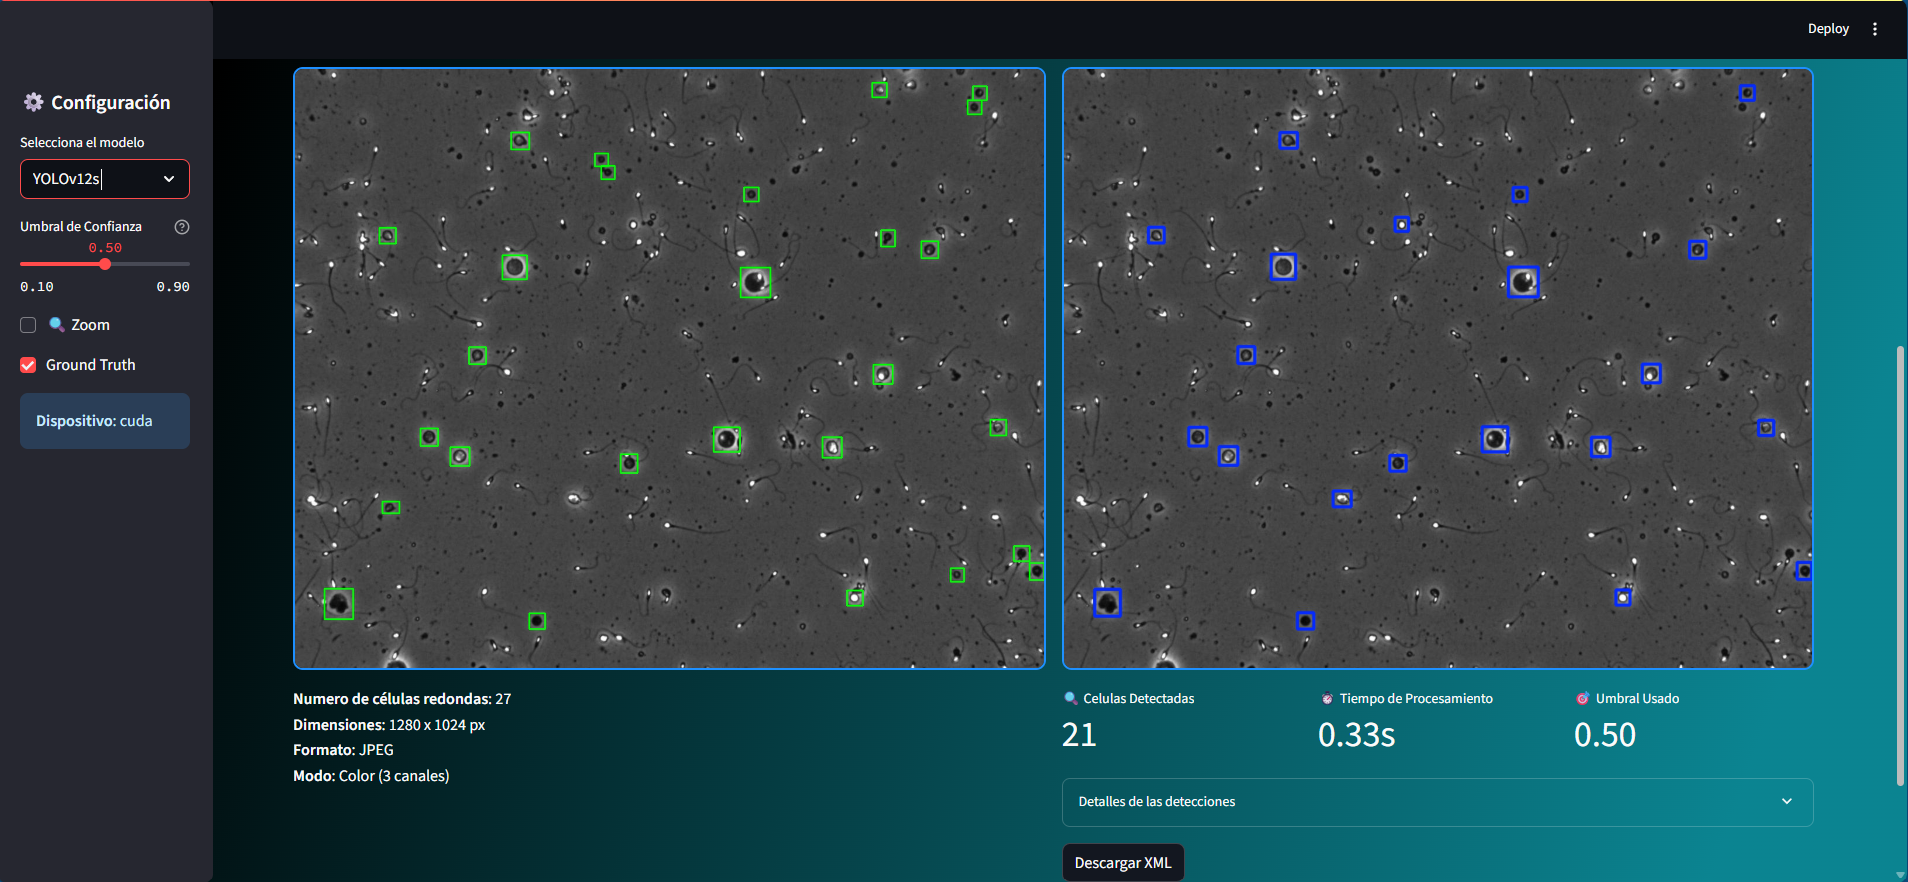 Deploy
Configuración
Selecciona el modelo
YOLOv12s
Umbral de Confianza
0.50
0.10 0.90
Zoom
Ground Truth
Dispositivo: cuda
Numero de células redondas: 27
Dimensiones: 1280 x 1024 px
Formato: JPEG
Modo: Color (3 canales)
Celulas Detectadas
21
Tiempo de Procesamiento
0.33s
Umbral Usado
0.50
Detalles de las detecciones
Descargar XML